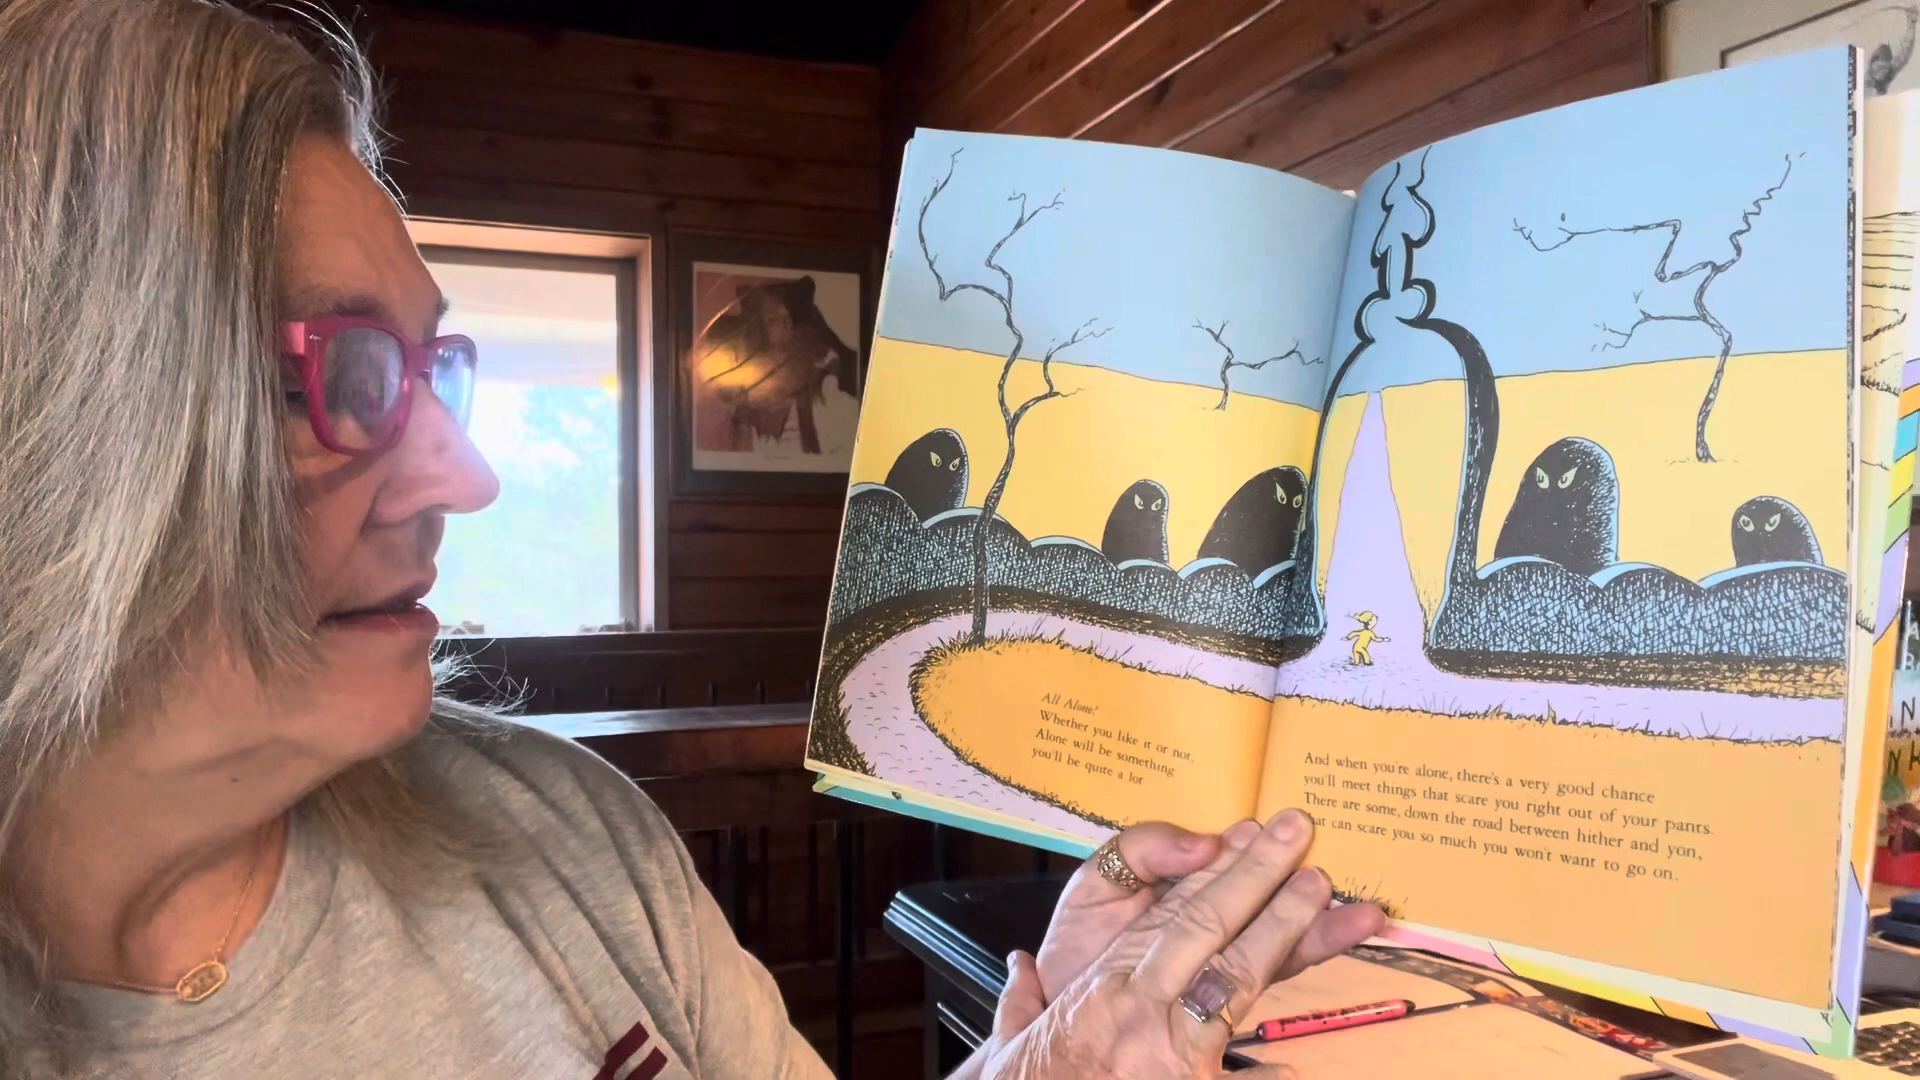 All Alone!
Whether you like it or not,
Alone will be something
you'll be quite a lot
And when you're alone, there's a very good chance
you'll meet things that scare you right out of your pants.
There are some, down the road between hither and yon,
that can scare you so much you won't want to go on.